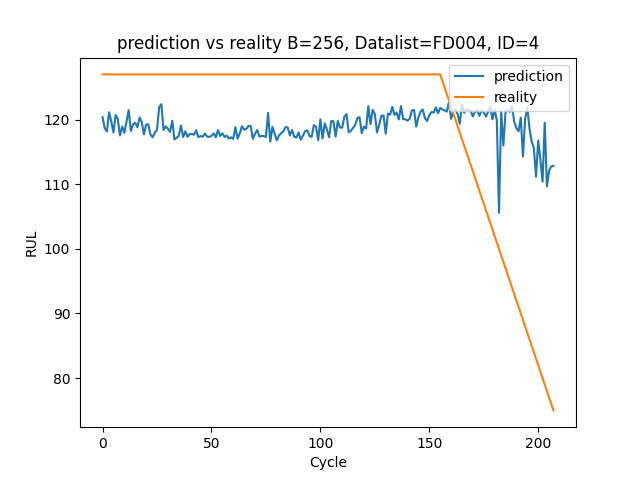 prediction vs reality B=256, Datalist=FD004, ID=4
prediction
reality
RUL
120
110
100
90
80
0 50 100 150 200
Cycle